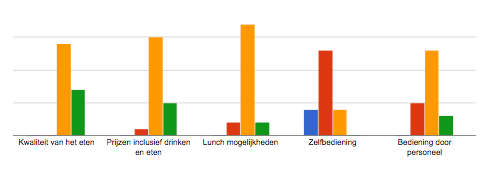 Kwaliteit van het eten Prijzen inclusief drinken Lunch mogelijkheden Zelfbediening Bediening door
en eten personeel